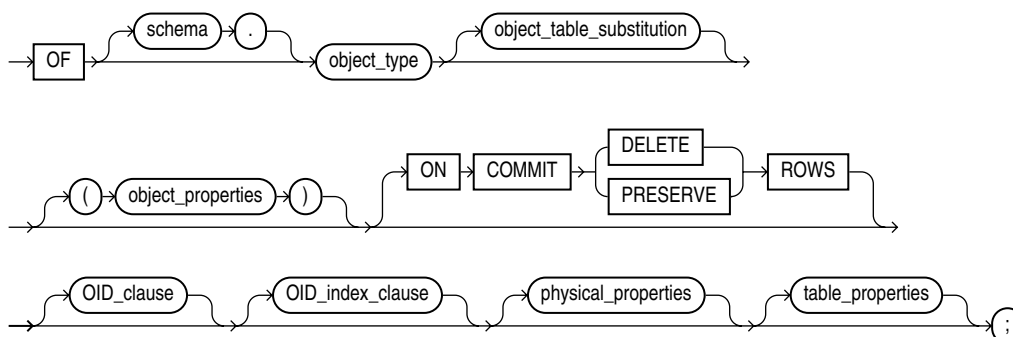 schema . object_table_substitution
OF object_type
DELETE
( object_properties ) ON COMMIT ROWS
PRESERVE
OID_clause OID_index_clause physical_properties table_properties
;